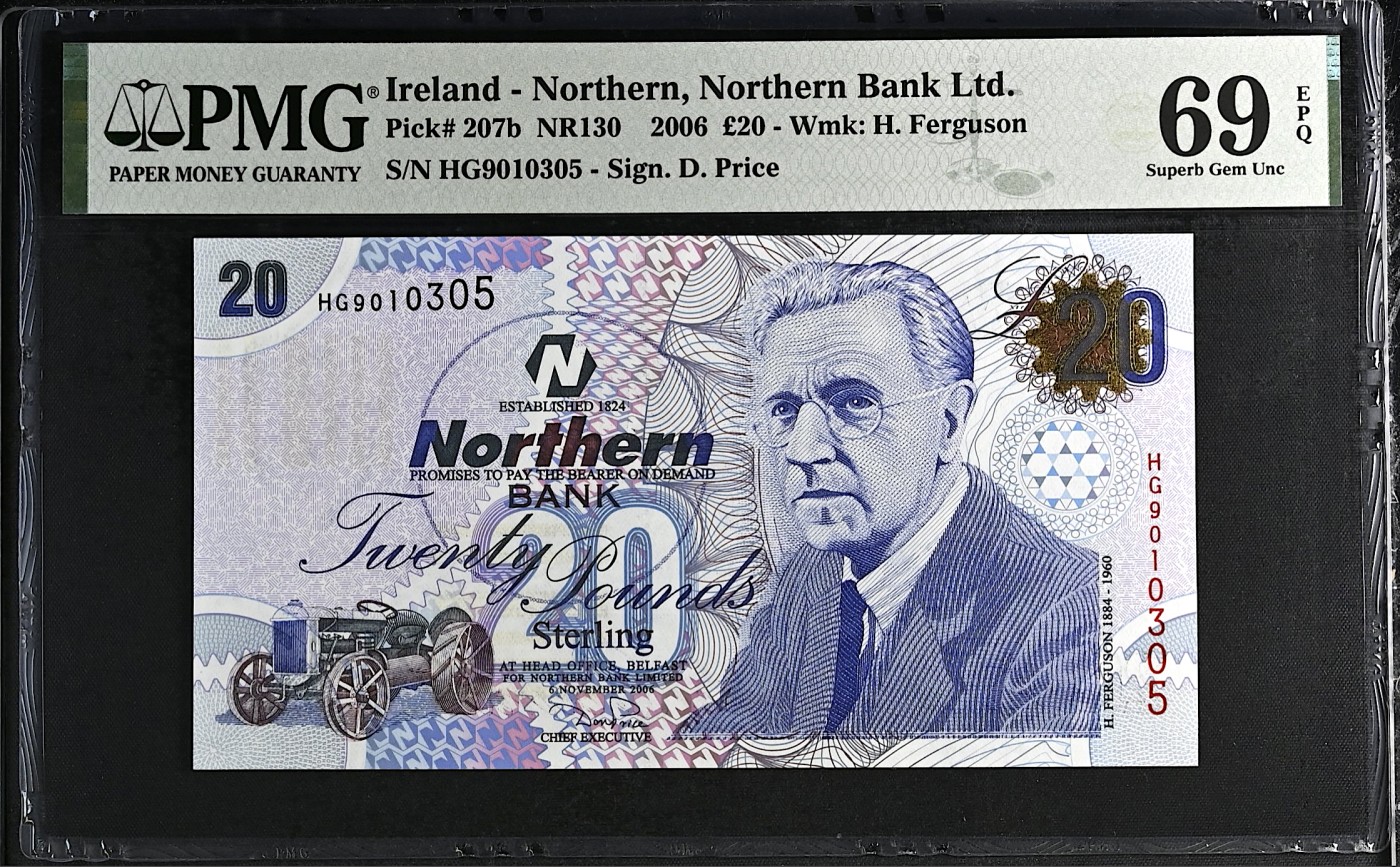 PMG®
PAPER MONEY GUARANTY
Ireland - Northern, Northern Bank Ltd.
Pick# 207b NR130 2006 £20 - Wmk: H. Ferguson
S/N HG9010305 - Sign. D. Price
69
EPQ
Superb Gem Unc
20
HG9010305
£20
N
ESTABLISHED 1824
Northern
PROMISES TO PAY THE BEARER ON DEMAND
BANK
20
Twenty Pounds
Sterling
AT HEAD OFFICE, BELFAST
FOR NORTHERN BANK LIMITED
6 NOVEMBER 2006
CHIEF EXECUTIVE
H. FERGUSON 1884 - 1960
HG9010305
PMG